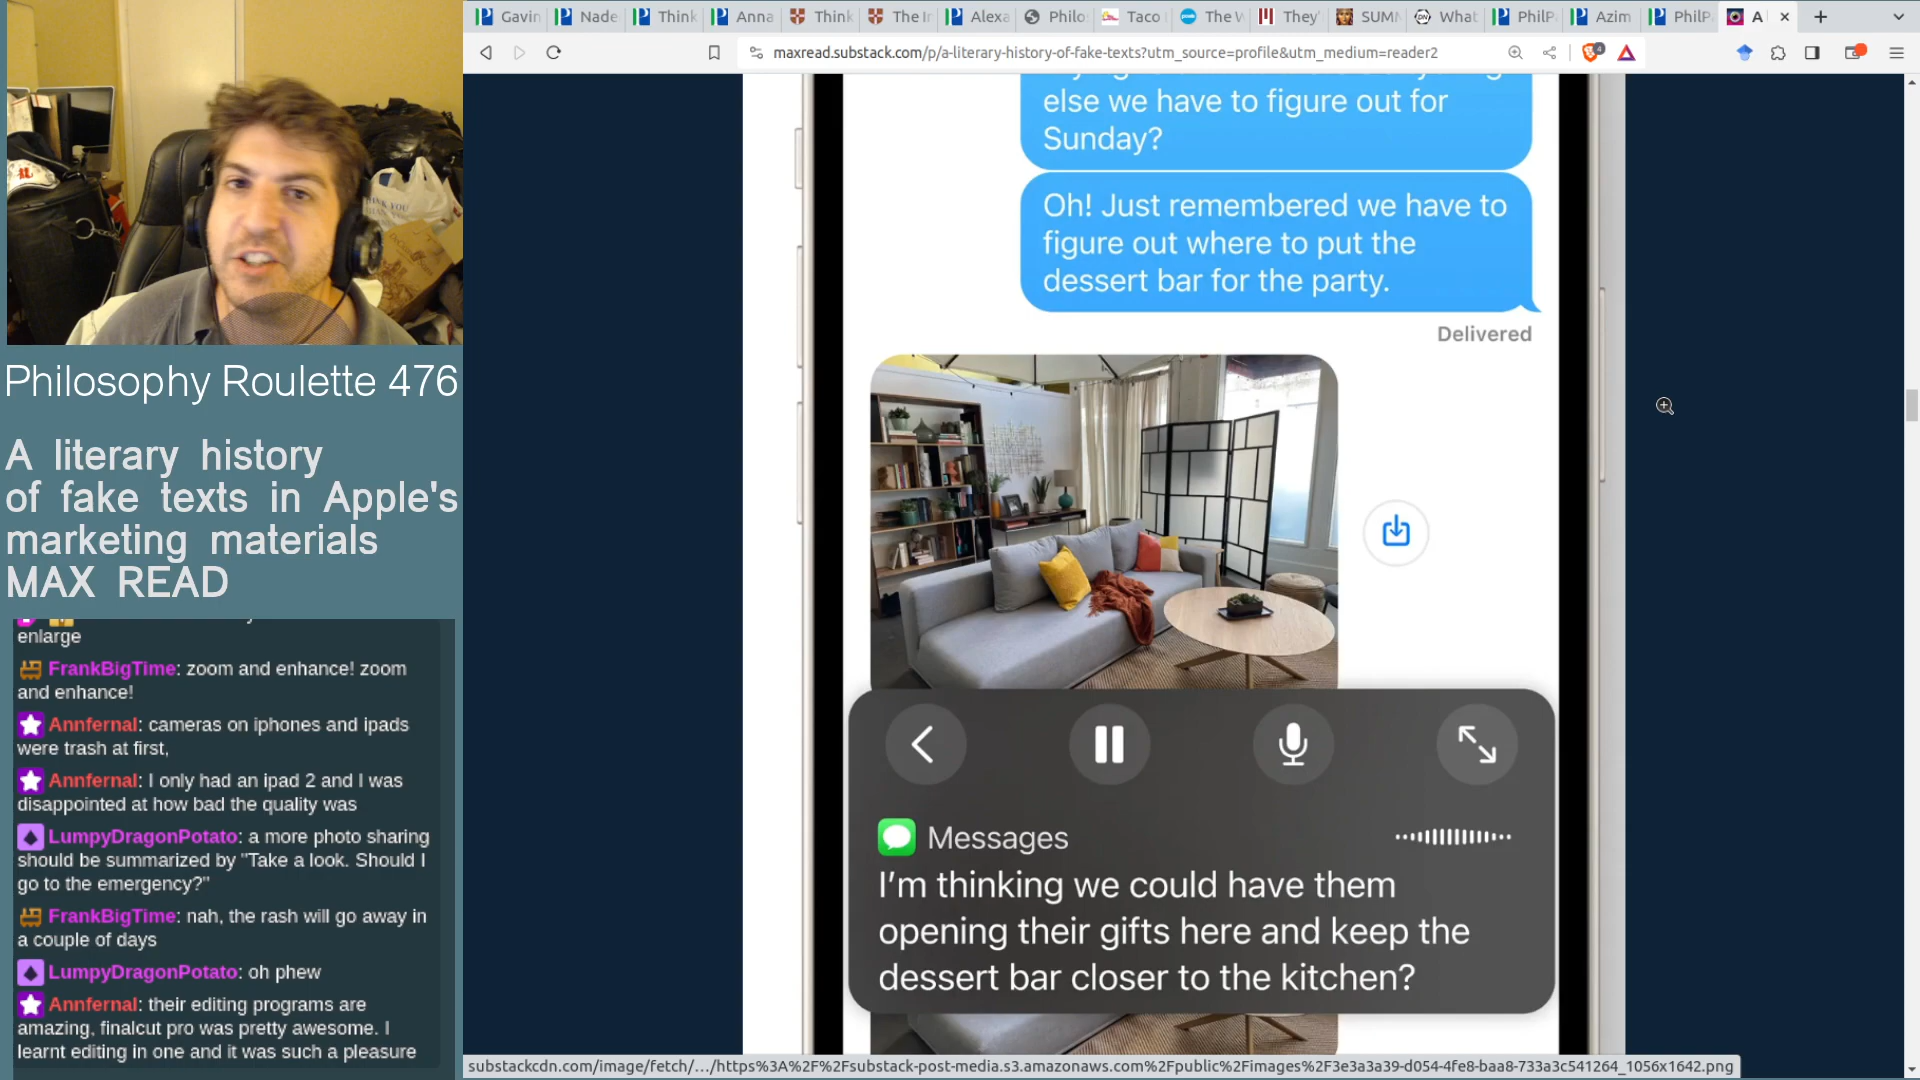 Gavin
Nade
Think
Anna
Think
The Ir
Alexa
Philo
Taco
The W
They'
SUMM
What
PhilP
Azim
PhilP
A
maxread.substack.com/p/a-literary-history-of-fake-texts?utm_source=profile&utm_medium=reader2
4
else we have to figure out for
Sunday?
Oh! Just remembered we have to
figure out where to put the
dessert bar for the party.
Delivered
Messages
I'm thinking we could have them
opening their gifts here and keep the
dessert bar closer to the kitchen?
Philosophy Roulette 476
A literary history
of fake texts in Apple's
marketing materials
MAX READ
enlarge
FrankBigTime: zoom and enhance! zoom
and enhance!
Annfernal: cameras on iphones and ipads
were trash at first,
Annfernal: I only had an ipad 2 and I was
disappointed at how bad the quality was
LumpyDragonPotato: a more photo sharing
should be summarized by "Take a look. Should I
go to the emergency?"
FrankBigTime: nah, the rash will go away in
a couple of days
LumpyDragonPotato: oh phew
Annfernal: their editing programs are
amazing, finalcut pro was pretty awesome. I
learnt editing in one and it was such a pleasure
substackcdn.com/image/fetch/.../https%3A%2F%2Fsubstack-post-media.s3.amazonaws.com%2Fpublic%2Fimages%2F3e3a3a39-d054-4fe8-baa8-733a3c541264_1056x1642.png